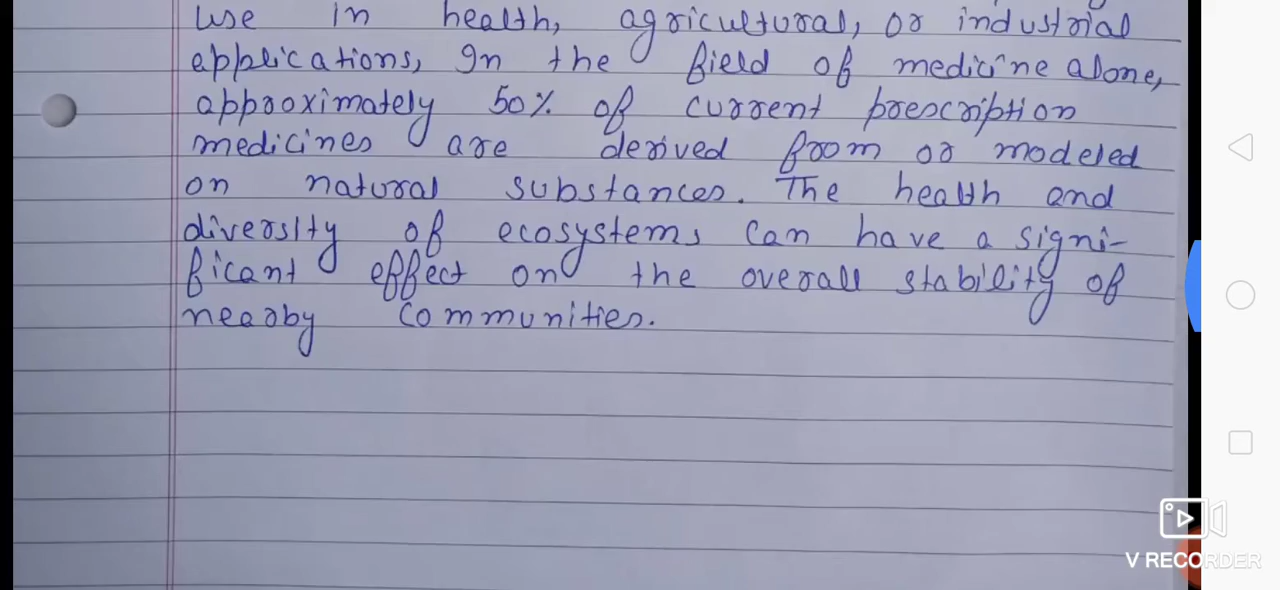 use in health, agricultural, or industrial
applications, In the field of medicine alone,
approximately 50% of current prescription
medicines are derived from or modeled
on natural substances. The health and
diversity of ecosystems can have a signi-
ficant effect on the overall stability of
nearby communities.
V RECORDER